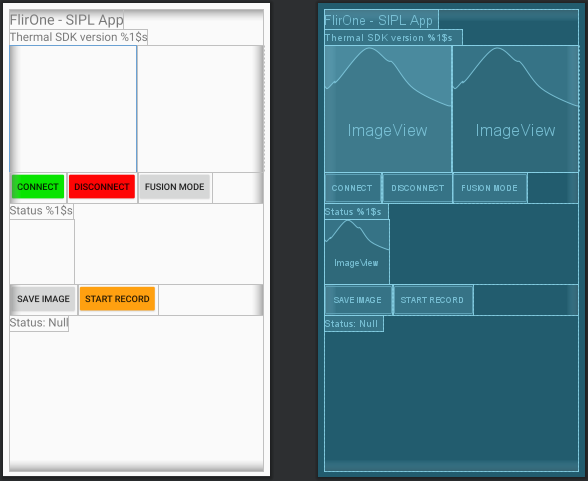 FlirOne - SIPL App
Thermal SDK version %1$s
CONNECT DISCONNECT FUSION MODE
Status %1$s
SAVE IMAGE START RECORD
Status: Null
FlirOne - SIPL App
Thermal SDK version %1$s
ImageView ImageView
CONNECT DISCONNECT FUSION MODE
Status %1$s
ImageView
SAVE IMAGE START RECORD
Status: Null